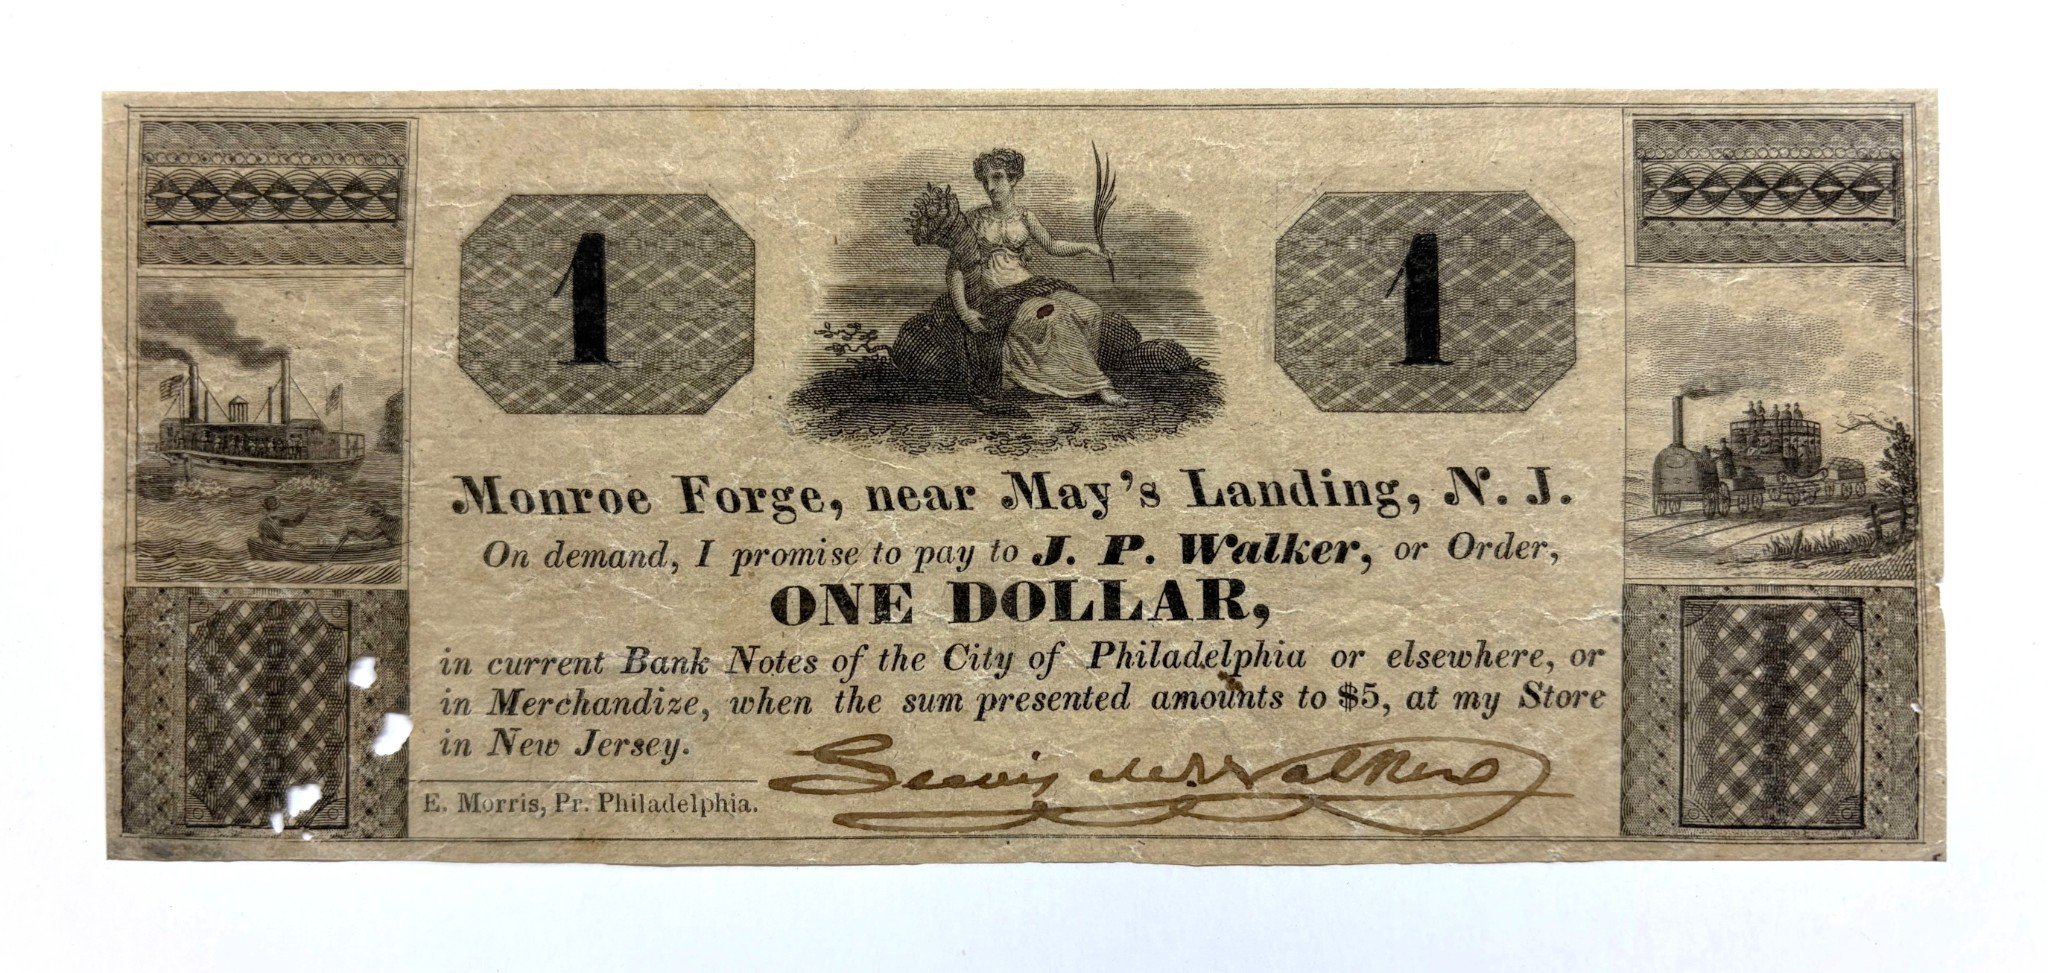 1 1
Monroe Forge, near May's Landing, N. J.
On demand, I promise to pay to J. P. Walker, or Order,
ONE DOLLAR,
in current Bank Notes of the City of Philadelphia or elsewhere, or
in Merchandize, when the sum presented amounts to $5, at my Store
in New Jersey.
Lewis M. Walker
E. Morris, Pr. Philadelphia.